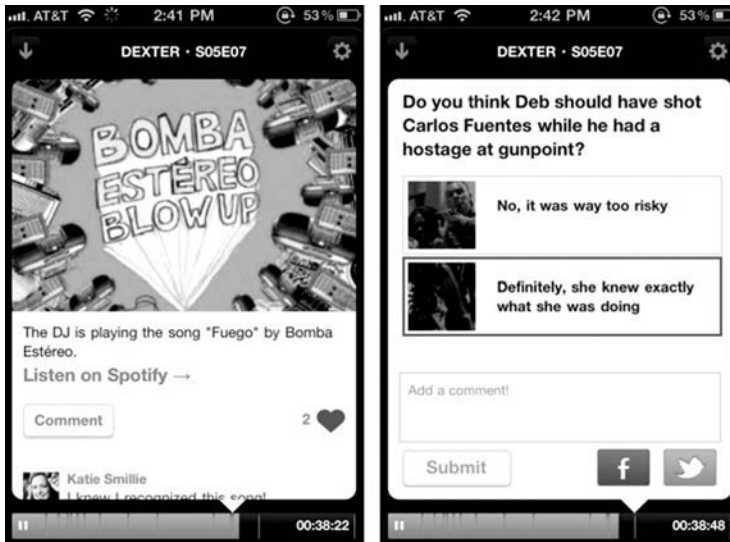 AT&T 2:41 PM 53%
DEXTER · S05E07
BOMBA
ESTÉREO
BLOW UP
The DJ is playing the song "Fuego" by Bomba
Estéreo.
Listen on Spotify →
Comment
2
Katie Smillie
I knew I recognized this song!
00:38:22
AT&T 2:42 PM 53%
DEXTER · S05E07
Do you think Deb should have shot
Carlos Fuentes while he had a
hostage at gunpoint?
No, it was way too risky
Definitely, she knew exactly
what she was doing
Add a comment!
Submit
f
00:38:48